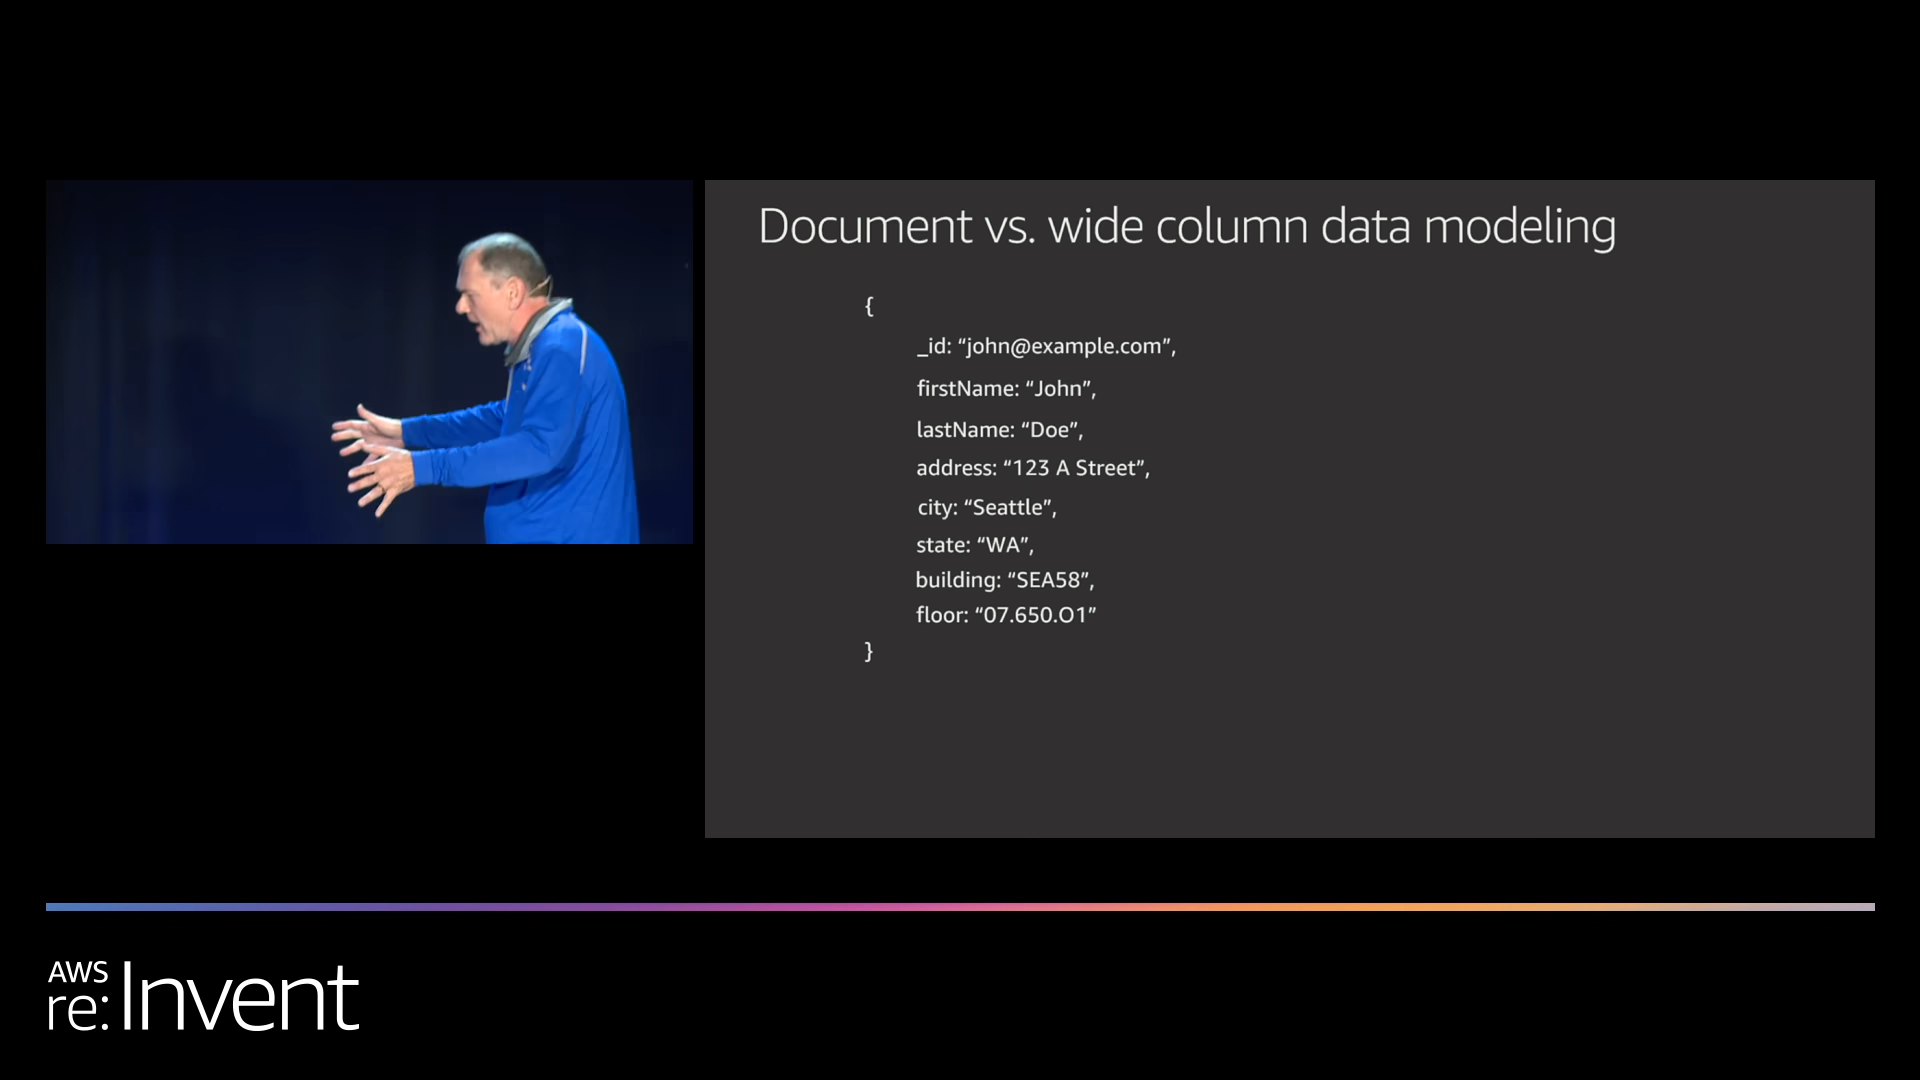 Document vs. wide column data modeling
{
_id: “john@example.com”,
firstName: “John”,
lastName: “Doe”,
address: “123 A Street”,
city: “Seattle”,
state: “WA”,
building: “SEA58”,
floor: “07.650.O1”
}
AWS
re:Invent